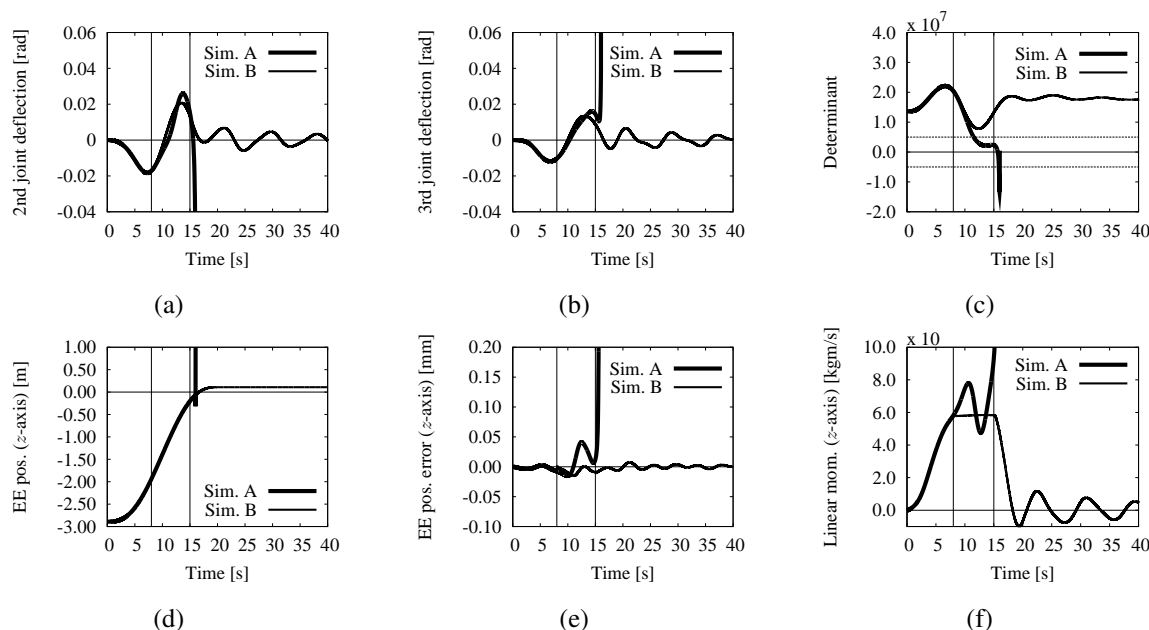 0.06
0.04
0.02
0
-0.02
-0.04
2nd joint deflection [rad]
Sim. A
Sim. B
0 5 10 15 20 25 30 35 40
Time [s]
(a)
0.06
0.04
0.02
0
-0.02
-0.04
3rd joint deflection [rad]
Sim. A
Sim. B
0 5 10 15 20 25 30 35 40
Time [s]
(b)
x 10^7
4.0
3.0
2.0
1.0
0.0
-1.0
-2.0
Determinant
Sim. A
Sim. B
0 5 10 15 20 25 30 35 40
Time [s]
(c)
1.00
0.50
0.00
-0.50
-1.00
-1.50
-2.00
-2.50
-3.00
EE pos. (z-axis) [m]
Sim. A
Sim. B
0 5 10 15 20 25 30 35 40
Time [s]
(d)
0.20
0.15
0.10
0.05
0.00
-0.05
-0.10
EE pos. error (z-axis) [mm]
Sim. A
Sim. B
0 5 10 15 20 25 30 35 40
Time [s]
(e)
x 10
10.0
8.0
6.0
4.0
2.0
0.0
Linear mom. (z-axis) [kgm/s]
Sim. A
Sim. B
0 5 10 15 20 25 30 35 40
Time [s]
(f)